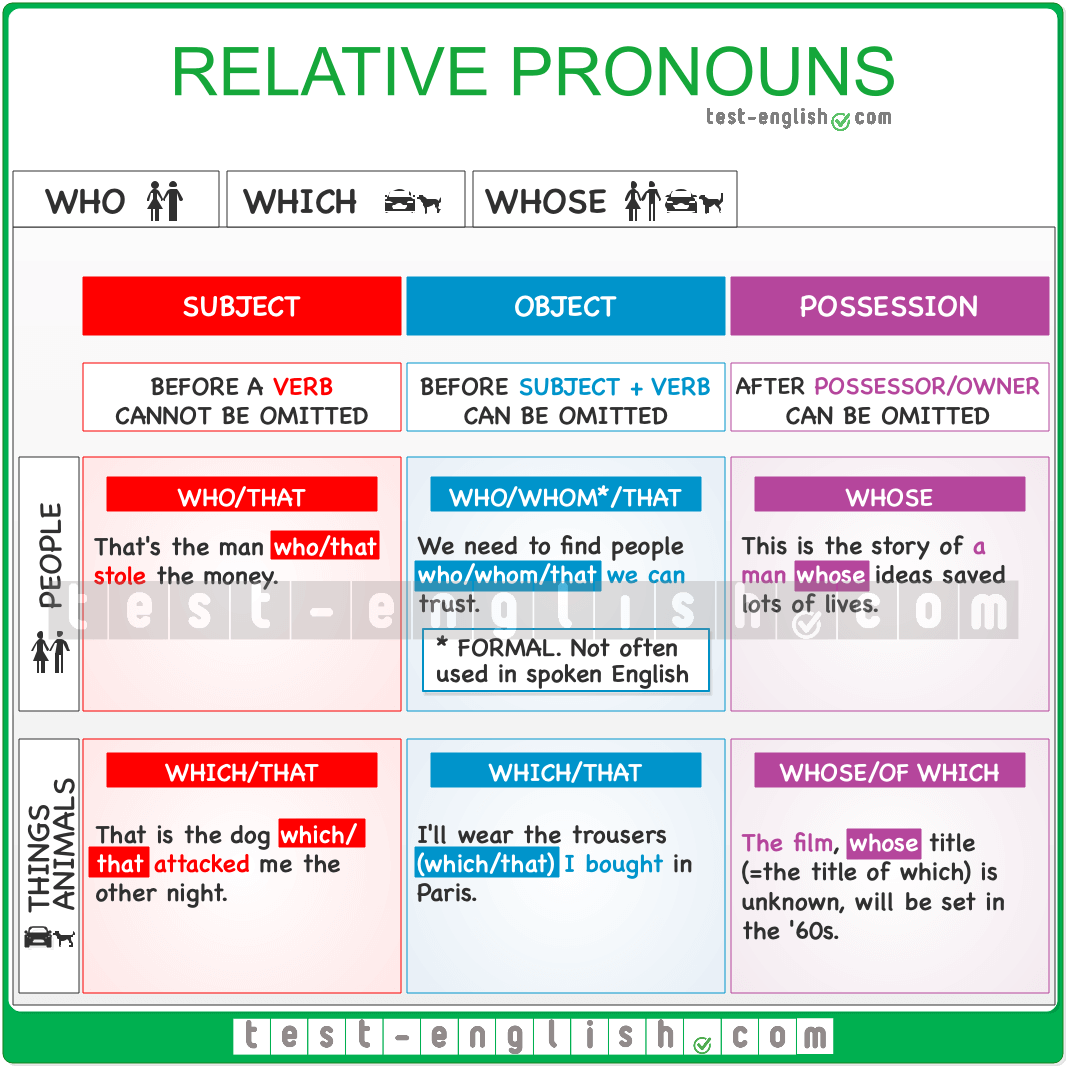 RELATIVE PRONOUNS
test-english.com
WHO
WHICH
WHOSE
SUBJECT
OBJECT
POSSESSION
BEFORE A VERB
CANNOT BE OMITTED
BEFORE SUBJECT + VERB
CAN BE OMITTED
AFTER POSSESSOR/OWNER
CAN BE OMITTED
PEOPLE
WHO/THAT
That's the man who/that
stole the money.
WHO/WHOM*/THAT
We need to find people
who/whom/that we can
trust.
* FORMAL. Not often
used in spoken English
WHOSE
This is the story of a
man whose ideas saved
lots of lives.
test-english.com
THINGS
ANIMALS
WHICH/THAT
That is the dog which/
that attacked me the
other night.
WHICH/THAT
I'll wear the trousers
(which/that) I bought in
Paris.
WHOSE/OF WHICH
The film, whose title
(=the title of which) is
unknown, will be set in
the '60s.
test-english.com